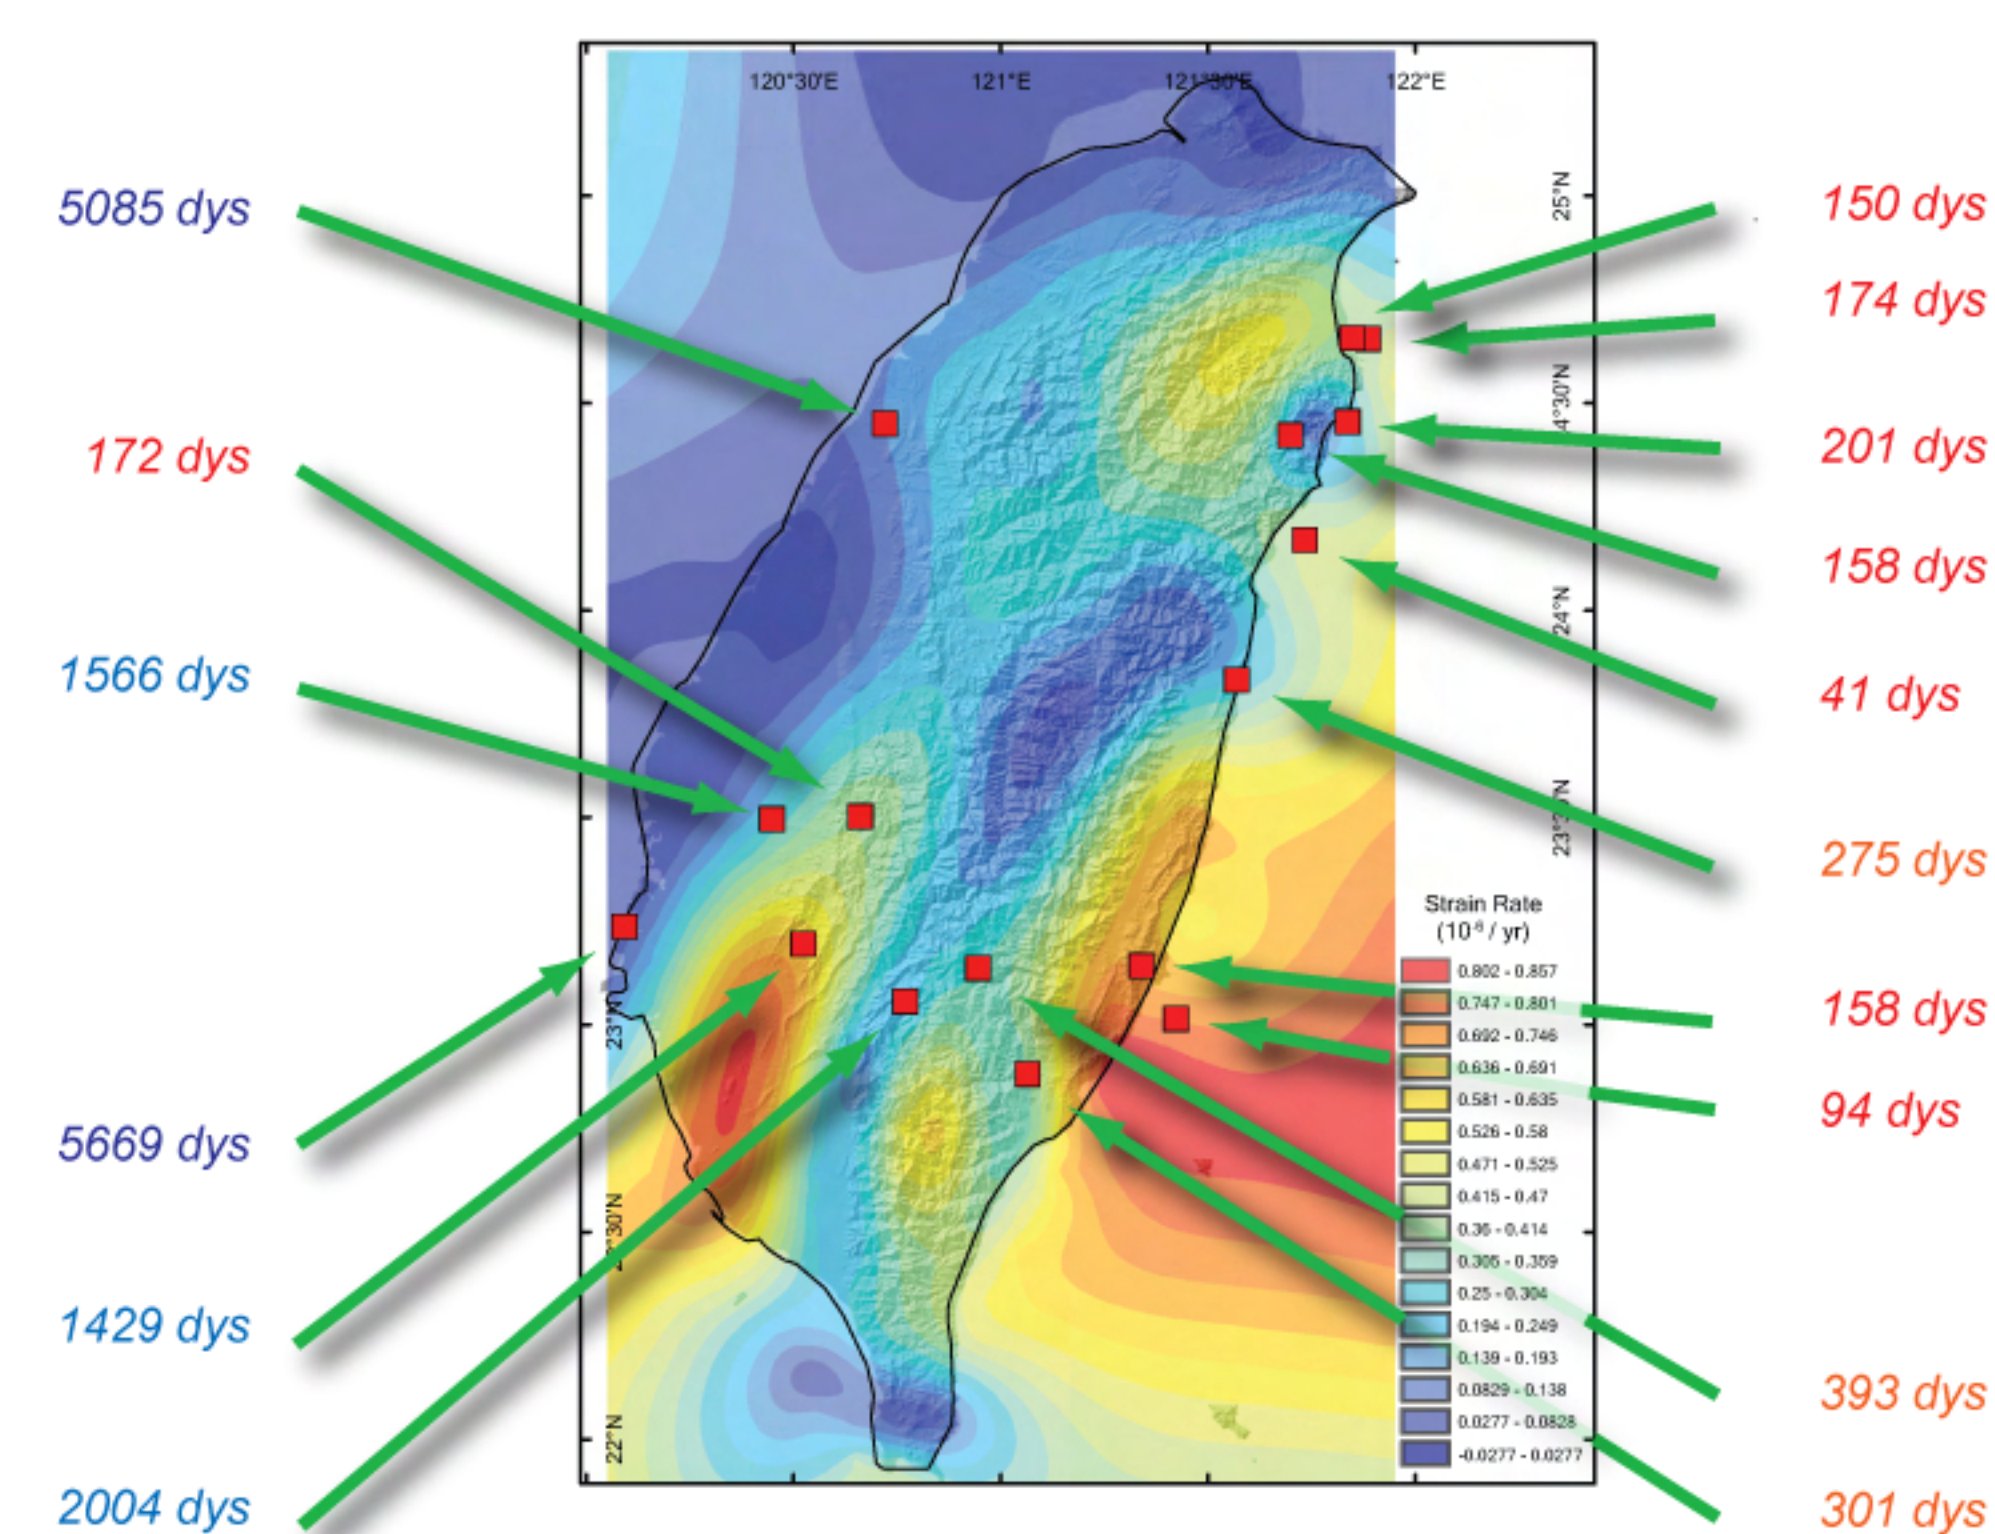 120°30'E
121°E
121°30'E
122°E
5085 dys
172 dys
1566 dys
5669 dys
1429 dys
2004 dys
25°N
4°30'N
24°N
23°N
22°N
150 dys
174 dys
201 dys
158 dys
41 dys
275 dys
158 dys
94 dys
393 dys
301 dys
Strain Rate
(10⁻⁶ / yr)
0.802 - 0.857
0.747 - 0.801
0.692 - 0.746
0.636 - 0.691
0.581 - 0.635
0.526 - 0.58
0.471 - 0.525
0.415 - 0.47
0.36 - 0.414
0.305 - 0.359
0.25 - 0.304
0.194 - 0.249
0.139 - 0.193
0.0829 - 0.138
0.0277 - 0.0828
-0.0277 - 0.0277